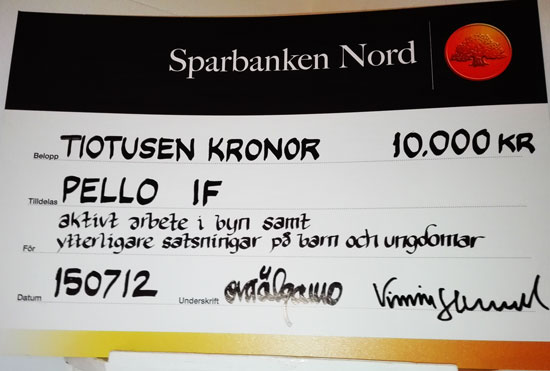 Sparbanken Nord
Belopp TIOTUSEN KRONOR 10.000 KR
Tilldelas PELLO IF
aktivt arbete i byn samt
För ytterligare satsningar på barn och ungdomar
Datum 150712 Underskrift